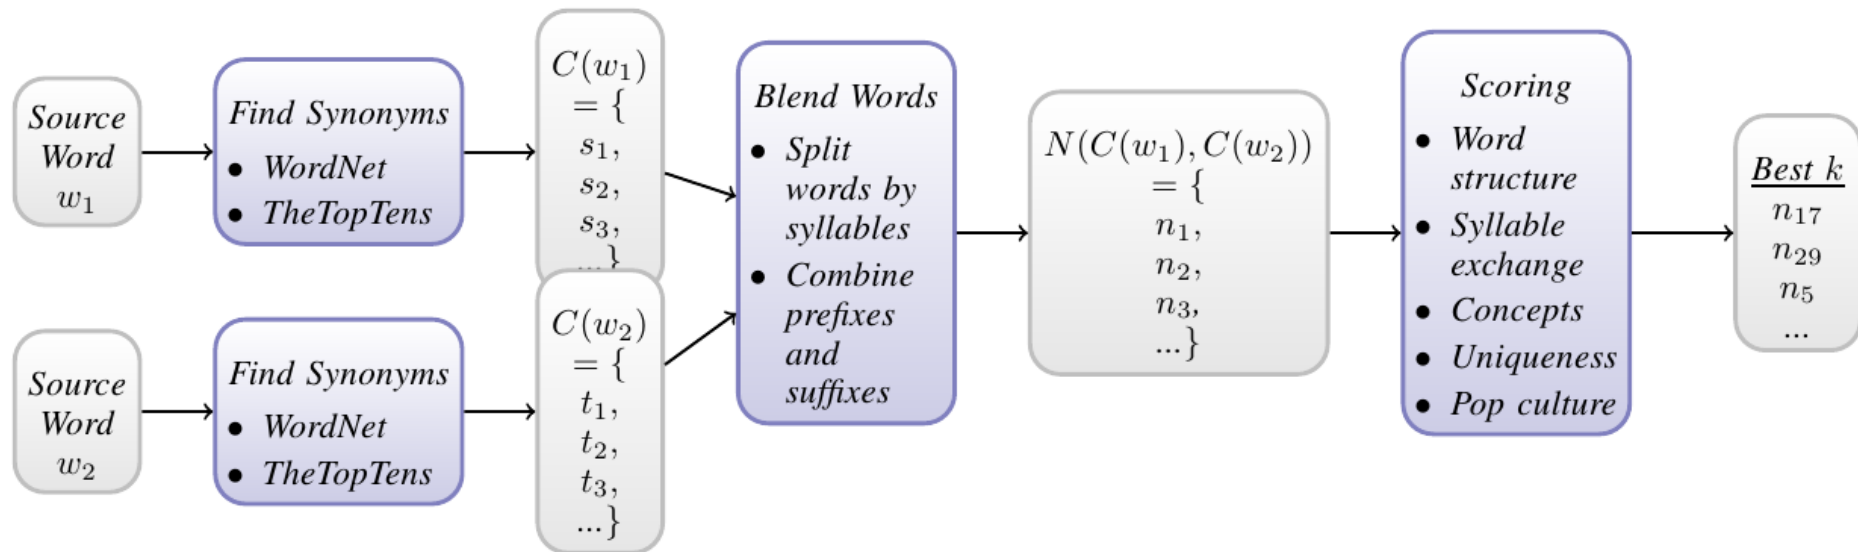 Source
Word
w₁
Find Synonyms
• WordNet
• TheTopTens
C(w₁)
= {
s₁,
s₂,
s₃,
...}
Source
Word
w₂
Find Synonyms
• WordNet
• TheTopTens
C(w₂)
= {
t₁,
t₂,
t₃,
...}
Blend Words
• Split
words by
syllables
• Combine
prefixes
and
suffixes
N(C(w₁), C(w₂))
= {
n₁,
n₂,
n₃,
...}
Scoring
• Word
structure
• Syllable
exchange
• Concepts
• Uniqueness
• Pop culture
Best k
n₁₇
n₂₉
n₅
...